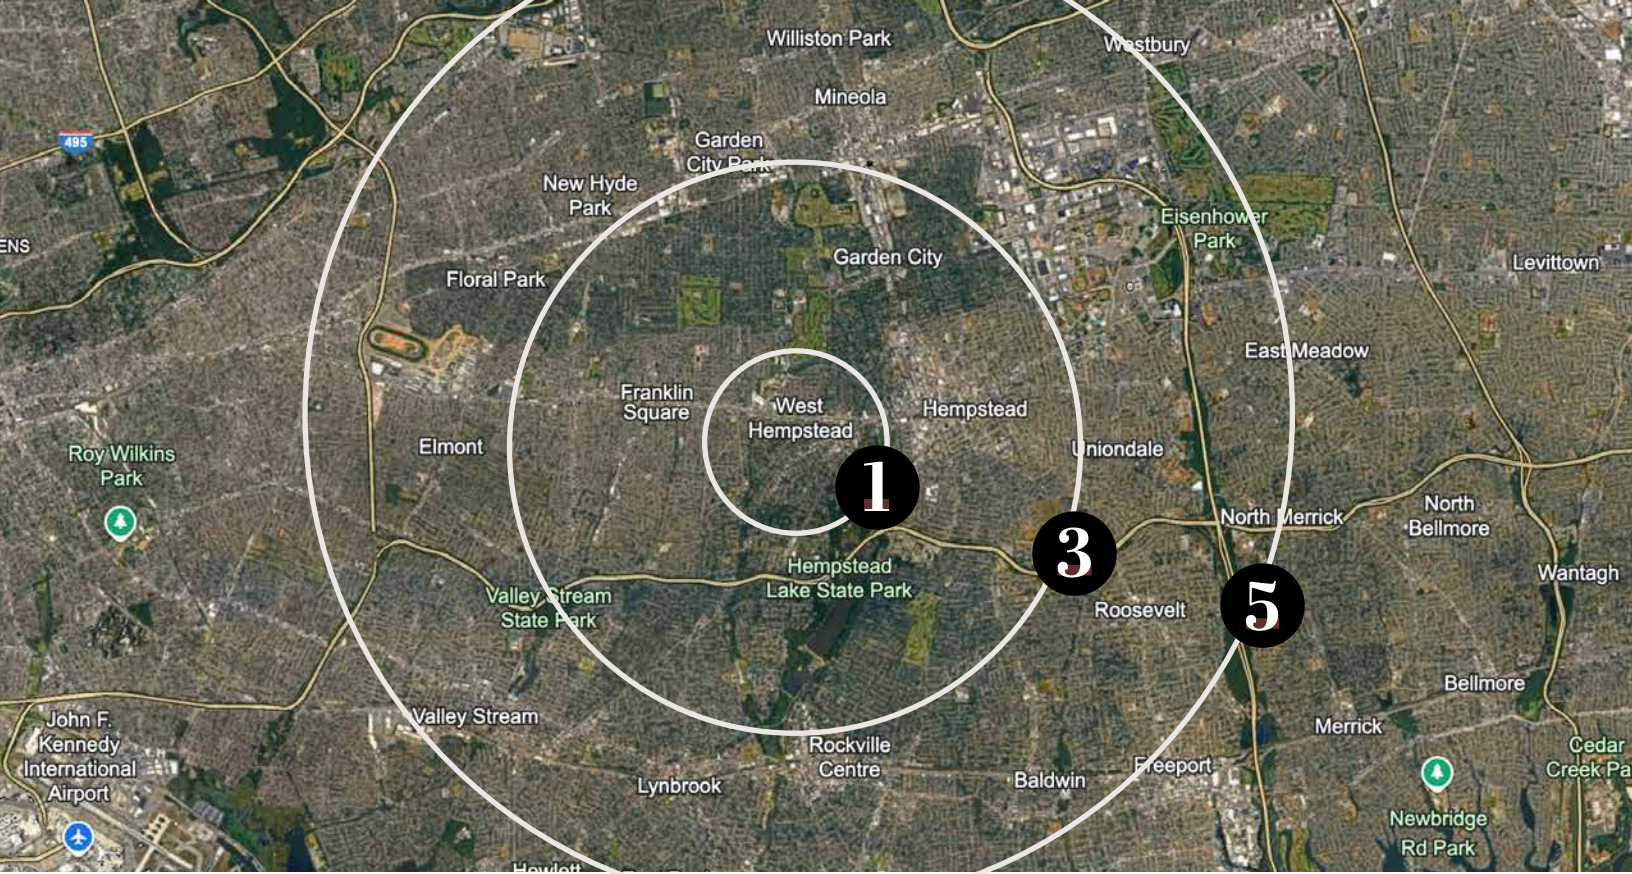 Williston Park
Westbury
Mineola
495
Garden
City Park
New Hyde
Park
Eisenhower
Park
ENS
Garden City
Levittown
Floral Park
East Meadow
Franklin
Square
West
Hempstead
Hempstead
Elmont
Uniondale
Roy Wilkins
Park
1
North Merrick
North
Bellmore
3
Hempstead
Lake State Park
Wantagh
Valley Stream
State Park
Roosevelt
5
Bellmore
Valley Stream
Merrick
John F.
Kennedy
International
Airport
Rockville
Centre
Cedar
Creek Pa
Freeport
Baldwin
Lynbrook
Newbridge
Rd Park
Hewlett